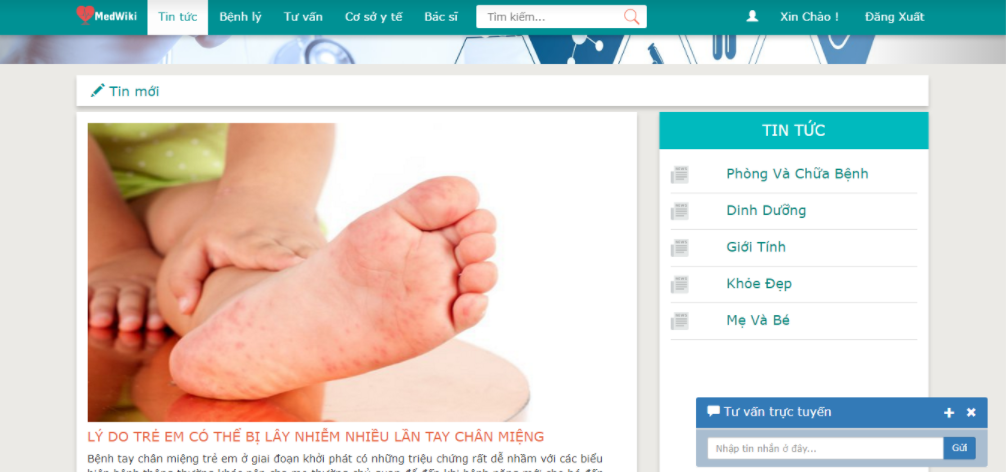 MedWiki Tin tức Bệnh lý Tư vấn Cơ sở y tế Bác sĩ Tìm kiếm... Xin Chào ! Đăng Xuất
Tin mới
TIN TỨC
Phòng Và Chữa Bệnh
Dinh Dưỡng
Giới Tính
Khỏe Đẹp
Mẹ Và Bé
LÝ DO TRẺ EM CÓ THỂ BỊ LÂY NHIỄM NHIỀU LẦN TAY CHÂN MIỆNG
Bệnh tay chân miệng trẻ em ở giai đoạn khởi phát có những triệu chứng rất dễ nhầm với các biểu
Tư vấn trực tuyến
Nhập tin nhắn ở đây... Gửi